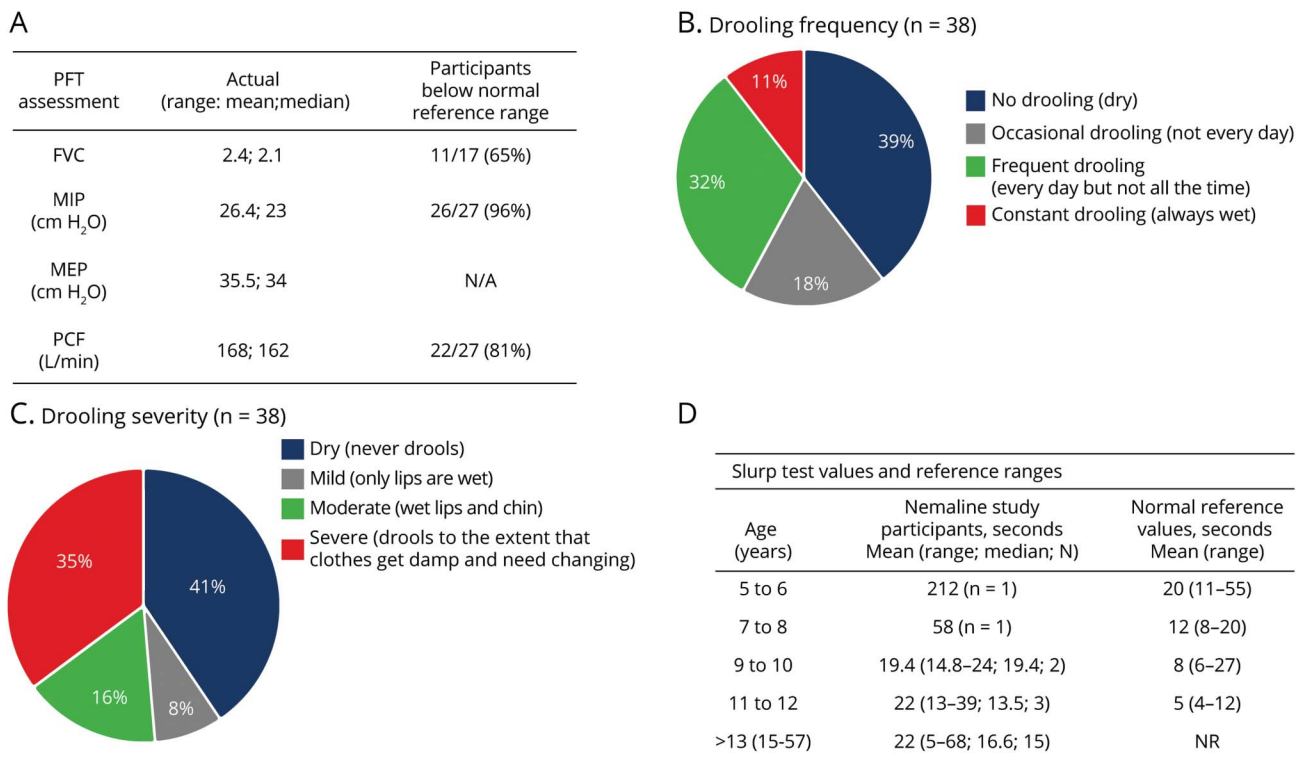 A
PFT
assessment
Actual
(range: mean;median)
Participants
below normal
reference range
FVC
2.4; 2.1
11/17 (65%)
MIP
(cm H₂O)
26.4; 23
26/27 (96%)
MEP
(cm H₂O)
35.5; 34
N/A
PCF
(L/min)
168; 162
22/27 (81%)
B. Drooling frequency (n = 38)
11%
39%
32%
18%
No drooling (dry)
Occasional drooling (not every day)
Frequent drooling
(every day but not all the time)
Constant drooling (always wet)
C. Drooling severity (n = 38)
Dry (never drools)
Mild (only lips are wet)
Moderate (wet lips and chin)
Severe (drools to the extent that
clothes get damp and need changing)
35%
41%
16%
8%
D
Slurp test values and reference ranges
Age
(years)
Nemaline study
participants, seconds
Mean (range; median; N)
Normal reference
values, seconds
Mean (range)
5 to 6
212 (n = 1)
20 (11–55)
7 to 8
58 (n = 1)
12 (8–20)
9 to 10
19.4 (14.8–24; 19.4; 2)
8 (6–27)
11 to 12
22 (13–39; 13.5; 3)
5 (4–12)
>13 (15-57)
22 (5–68; 16.6; 15)
NR